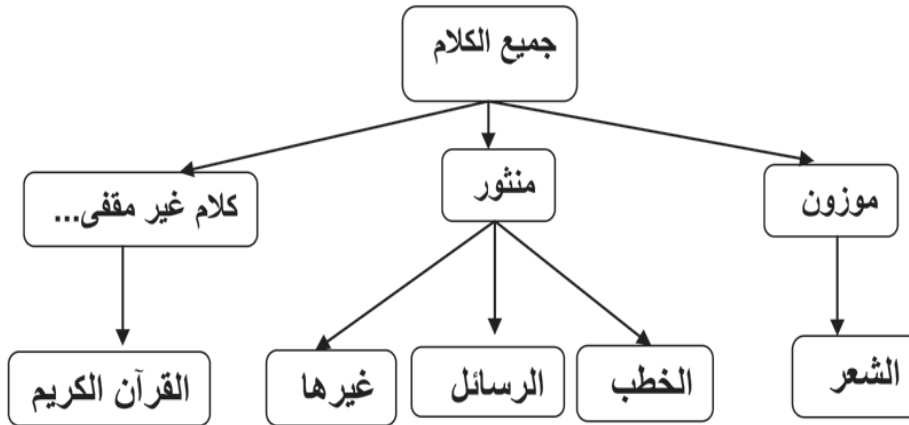 جميع الكلام
موزون
منثور
كلام غير مقفى...
الشعر
الخطب
الرسائل
غيرها
القرآن الكريم